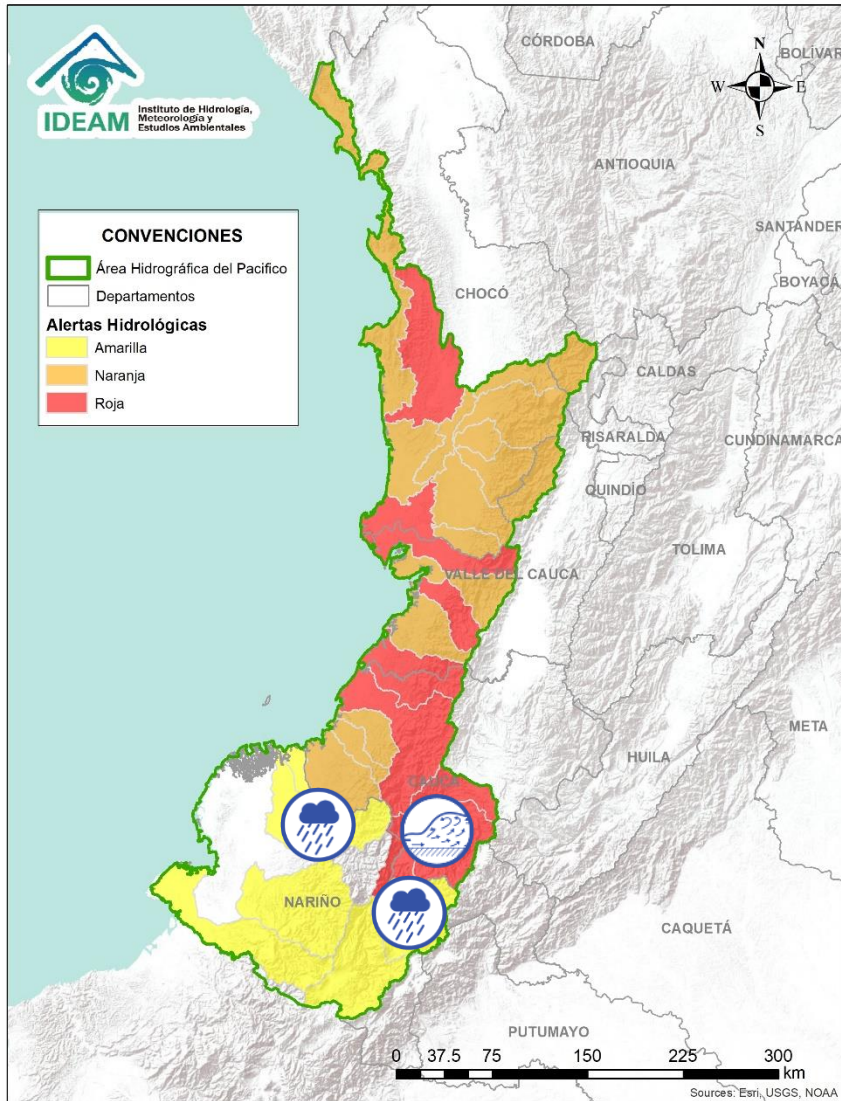 IDEAM
Instituto de Hidrología,
Meteorología y
Estudios Ambientales
N
W
E
S
CÓRDOBA
BOLÍVAR
ANTIOQUIA
SANTANDER
BOYACÁ
CHOCÓ
CALDAS
RISARALDA
CUNDINAMARCA
QUINDÍO
TOLIMA
VALLE DEL CAUCA
META
HUILA
CAUCA
NARIÑO
CAQUETÁ
PUTUMAYO
CONVENCIONES
Área Hidrográfica del Pacifico
Departamentos
Alertas Hidrológicas
Amarilla
Naranja
Roja
0 37.5 75 150 225 300
km
Sources: Esri, USGS, NOAA